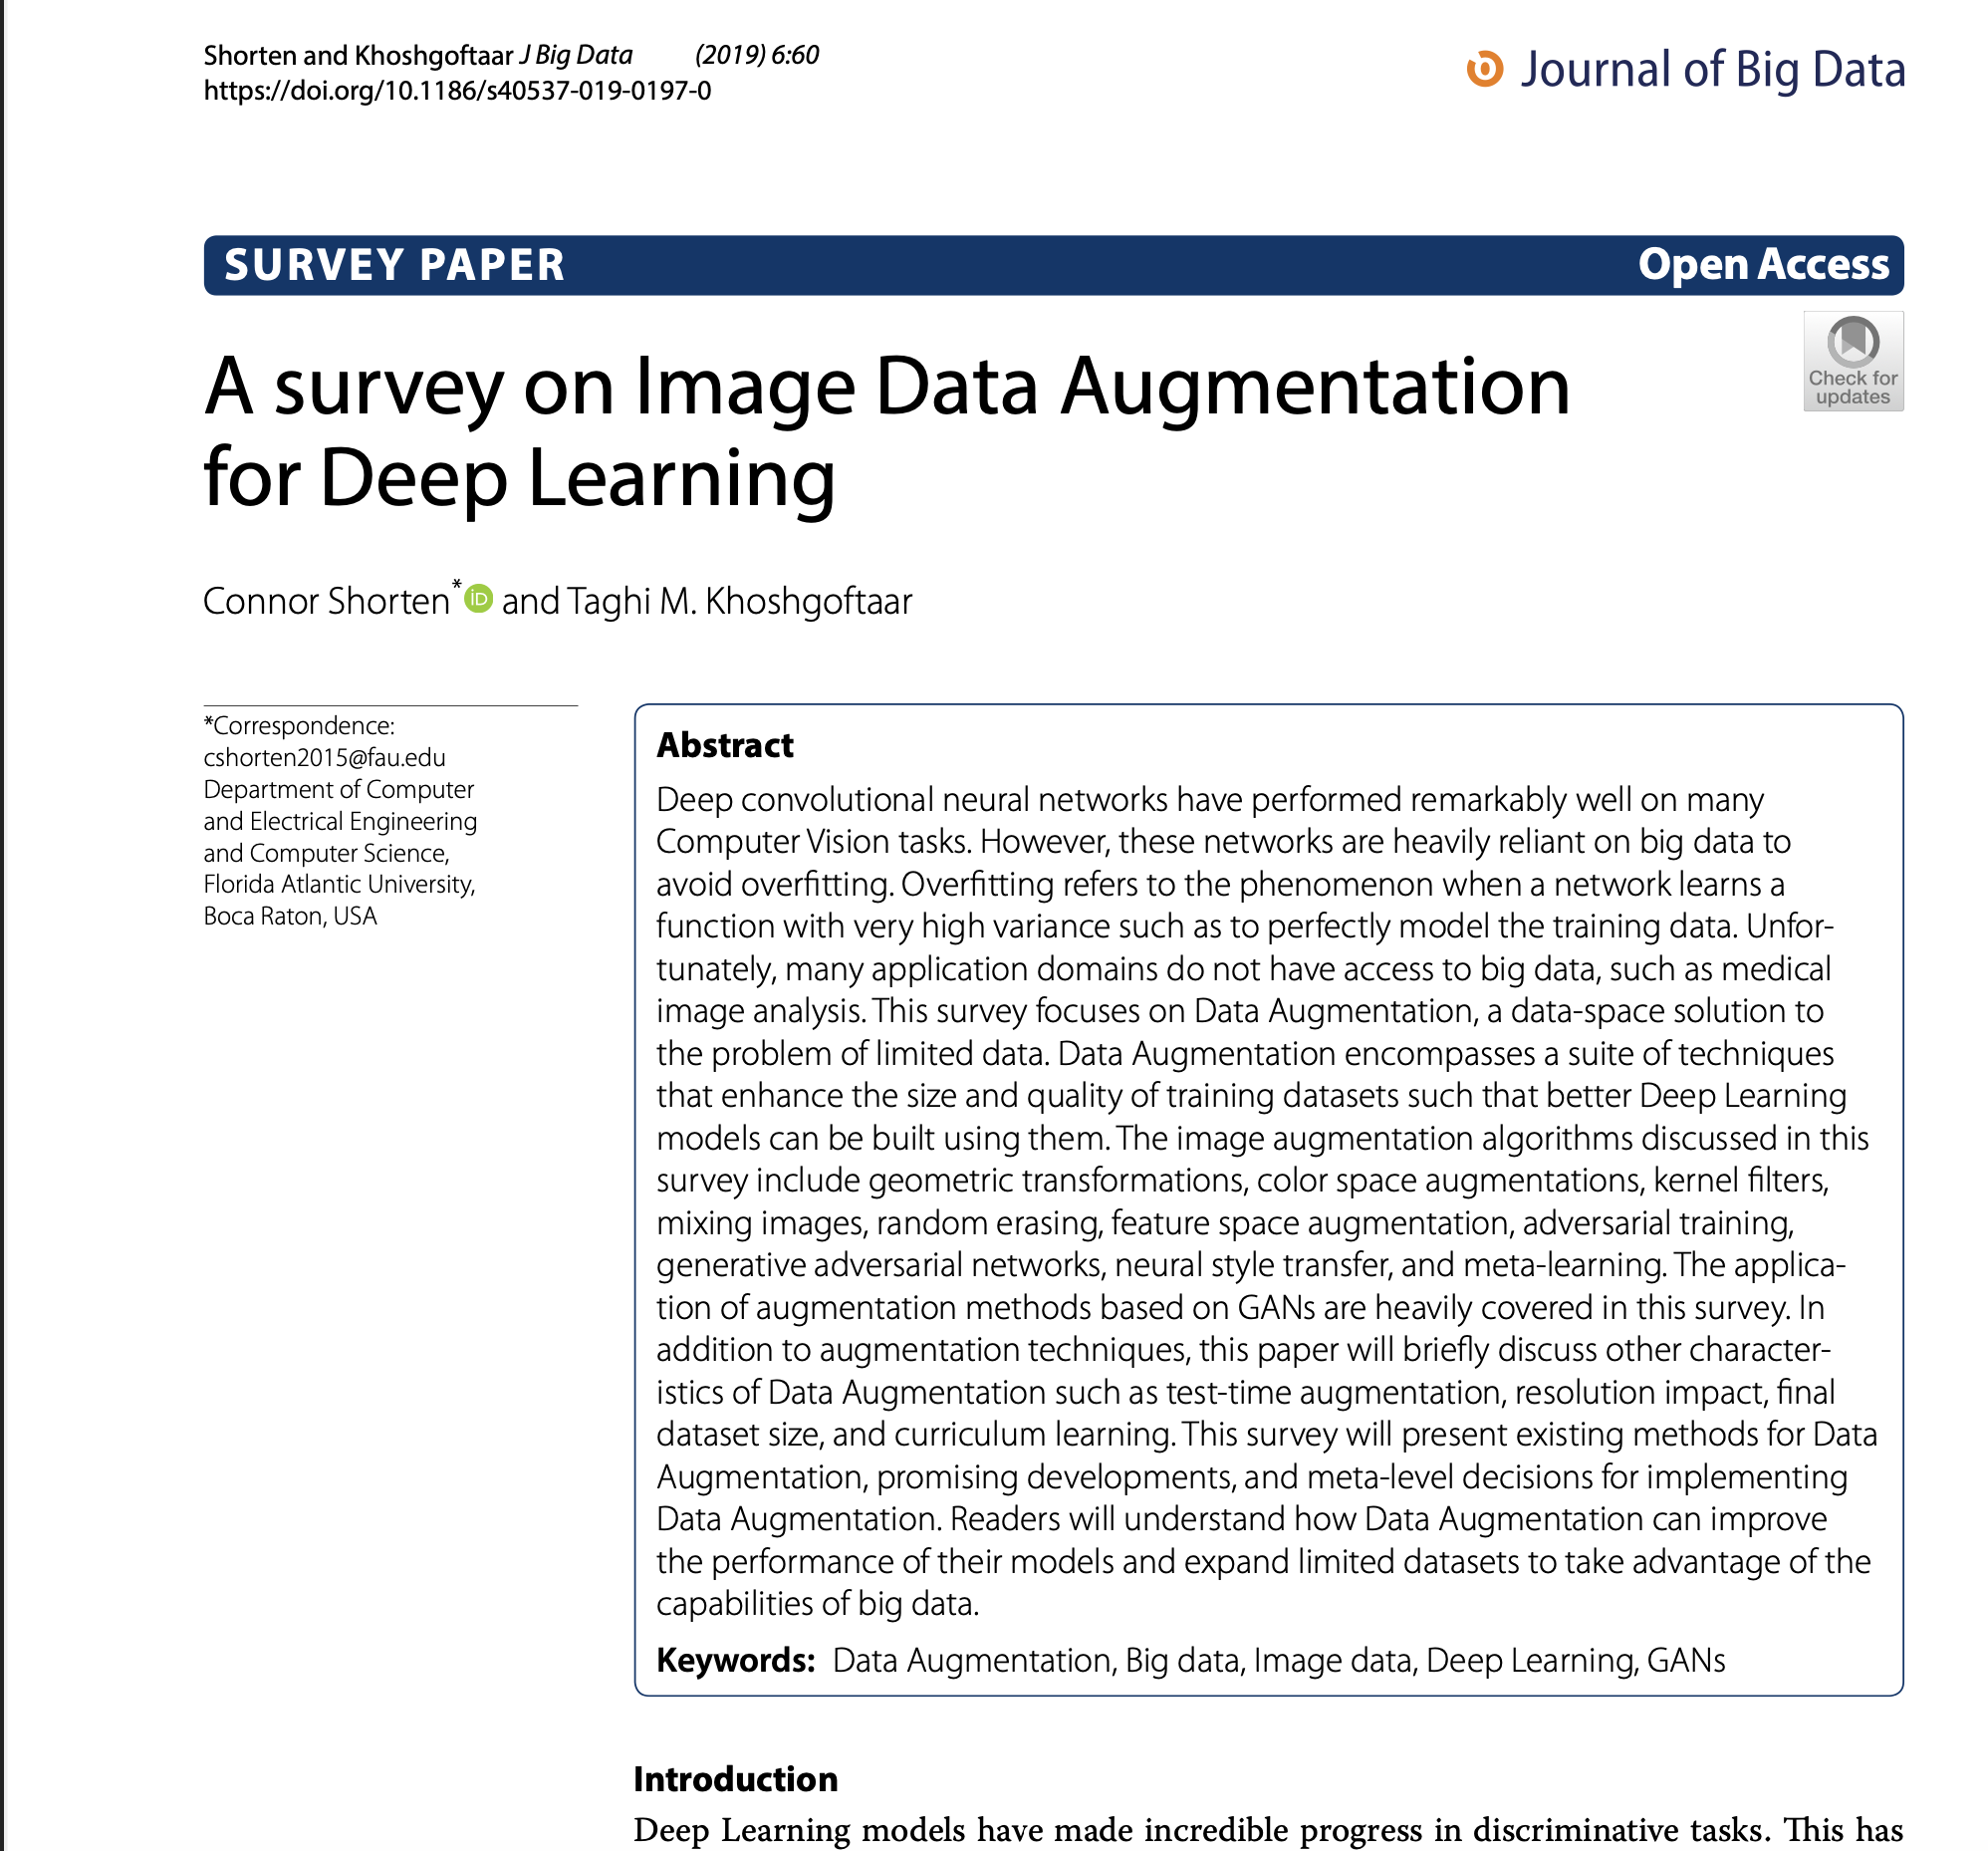 Shorten and Khoshgoftaar J Big Data (2019) 6:60
https://doi.org/10.1186/s40537-019-0197-0
Journal of Big Data
SURVEY PAPER
Open Access
Check for
updates
A survey on Image Data Augmentation
for Deep Learning
Connor Shorten* iD and Taghi M. Khoshgoftaar
*Correspondence:
cshorten2015@fau.edu
Department of Computer
and Electrical Engineering
and Computer Science,
Florida Atlantic University,
Boca Raton, USA
Abstract
Deep convolutional neural networks have performed remarkably well on many
Computer Vision tasks. However, these networks are heavily reliant on big data to
avoid overfitting. Overfitting refers to the phenomenon when a network learns a
function with very high variance such as to perfectly model the training data. Unfor-
tunately, many application domains do not have access to big data, such as medical
image analysis. This survey focuses on Data Augmentation, a data-space solution to
the problem of limited data. Data Augmentation encompasses a suite of techniques
that enhance the size and quality of training datasets such that better Deep Learning
models can be built using them. The image augmentation algorithms discussed in this
survey include geometric transformations, color space augmentations, kernel filters,
mixing images, random erasing, feature space augmentation, adversarial training,
generative adversarial networks, neural style transfer, and meta-learning. The applica-
tion of augmentation methods based on GANs are heavily covered in this survey. In
addition to augmentation techniques, this paper will briefly discuss other character-
istics of Data Augmentation such as test-time augmentation, resolution impact, final
dataset size, and curriculum learning. This survey will present existing methods for Data
Augmentation, promising developments, and meta-level decisions for implementing
Data Augmentation. Readers will understand how Data Augmentation can improve
the performance of their models and expand limited datasets to take advantage of the
capabilities of big data.
Keywords: Data Augmentation, Big data, Image data, Deep Learning, GANs
Introduction
Deep Learning models have made incredible progress in discriminative tasks. This has